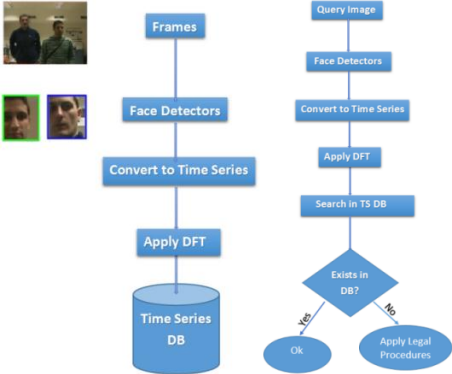 Frames
Face Detectors
Convert to Time Series
Apply DFT
Time Series
DB
Query Image
Face Detectors
Convert to Time Series
Apply DFT
Search in TS DB
Exists in
DB?
Yes
No
Ok
Apply Legal
Procedures